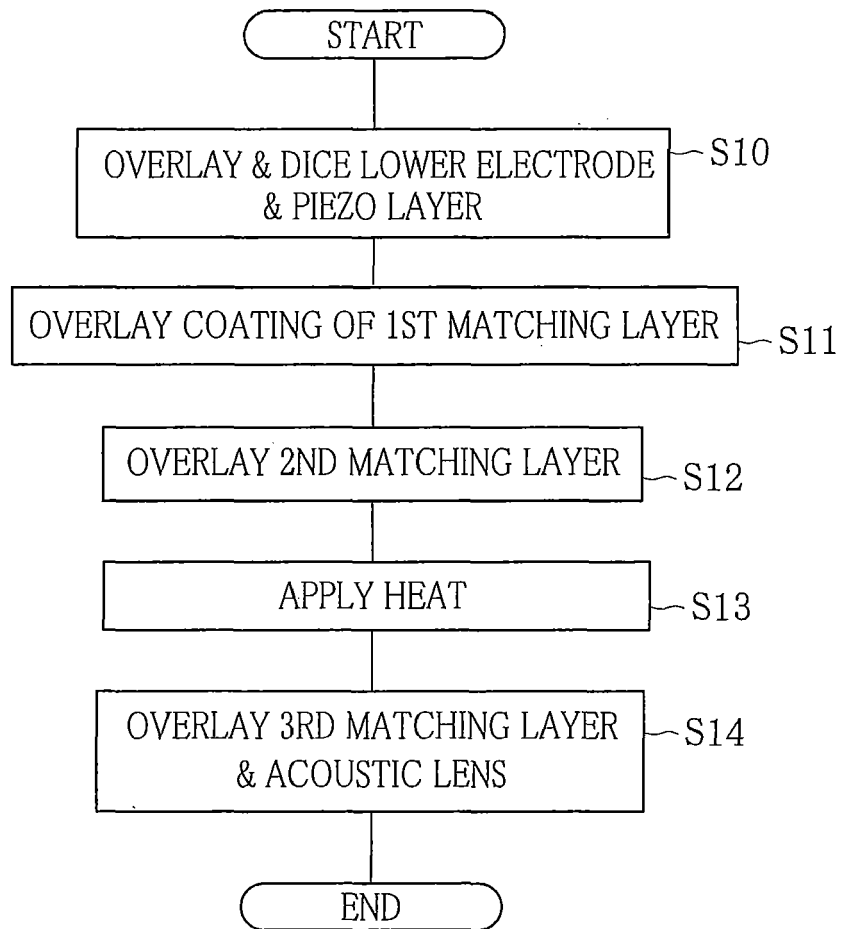 START
OVERLAY & DICE LOWER ELECTRODE
& PIEZO LAYER
S10
OVERLAY COATING OF 1ST MATCHING LAYER
S11
OVERLAY 2ND MATCHING LAYER
S12
APPLY HEAT
S13
OVERLAY 3RD MATCHING LAYER
& ACOUSTIC LENS
S14
END